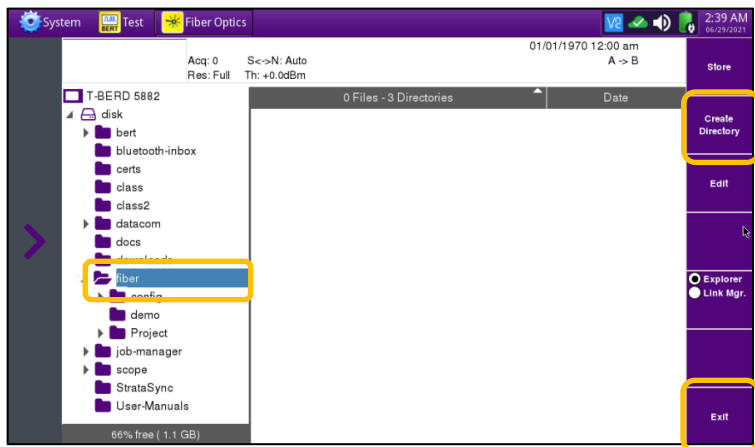 System Test Fiber Optics 2:39 AM
BERT V2 06/29/2021
01/01/1970 12:00 am
Acq: 0 S<->N: Auto A -> B
Res: Full Th: +0.0dBm
Store
T-BERD 5882 0 Files - 3 Directories Date
disk
Create
Directory
bert
bluetooth-inbox
certs
class
Edit
class2
datacom
docs
downloads
fiber
Explorer
Link Mgr.
config
demo
Project
job-manager
scope
StrataSync
User-Manuals
Exit
66% free ( 1.1 GB)